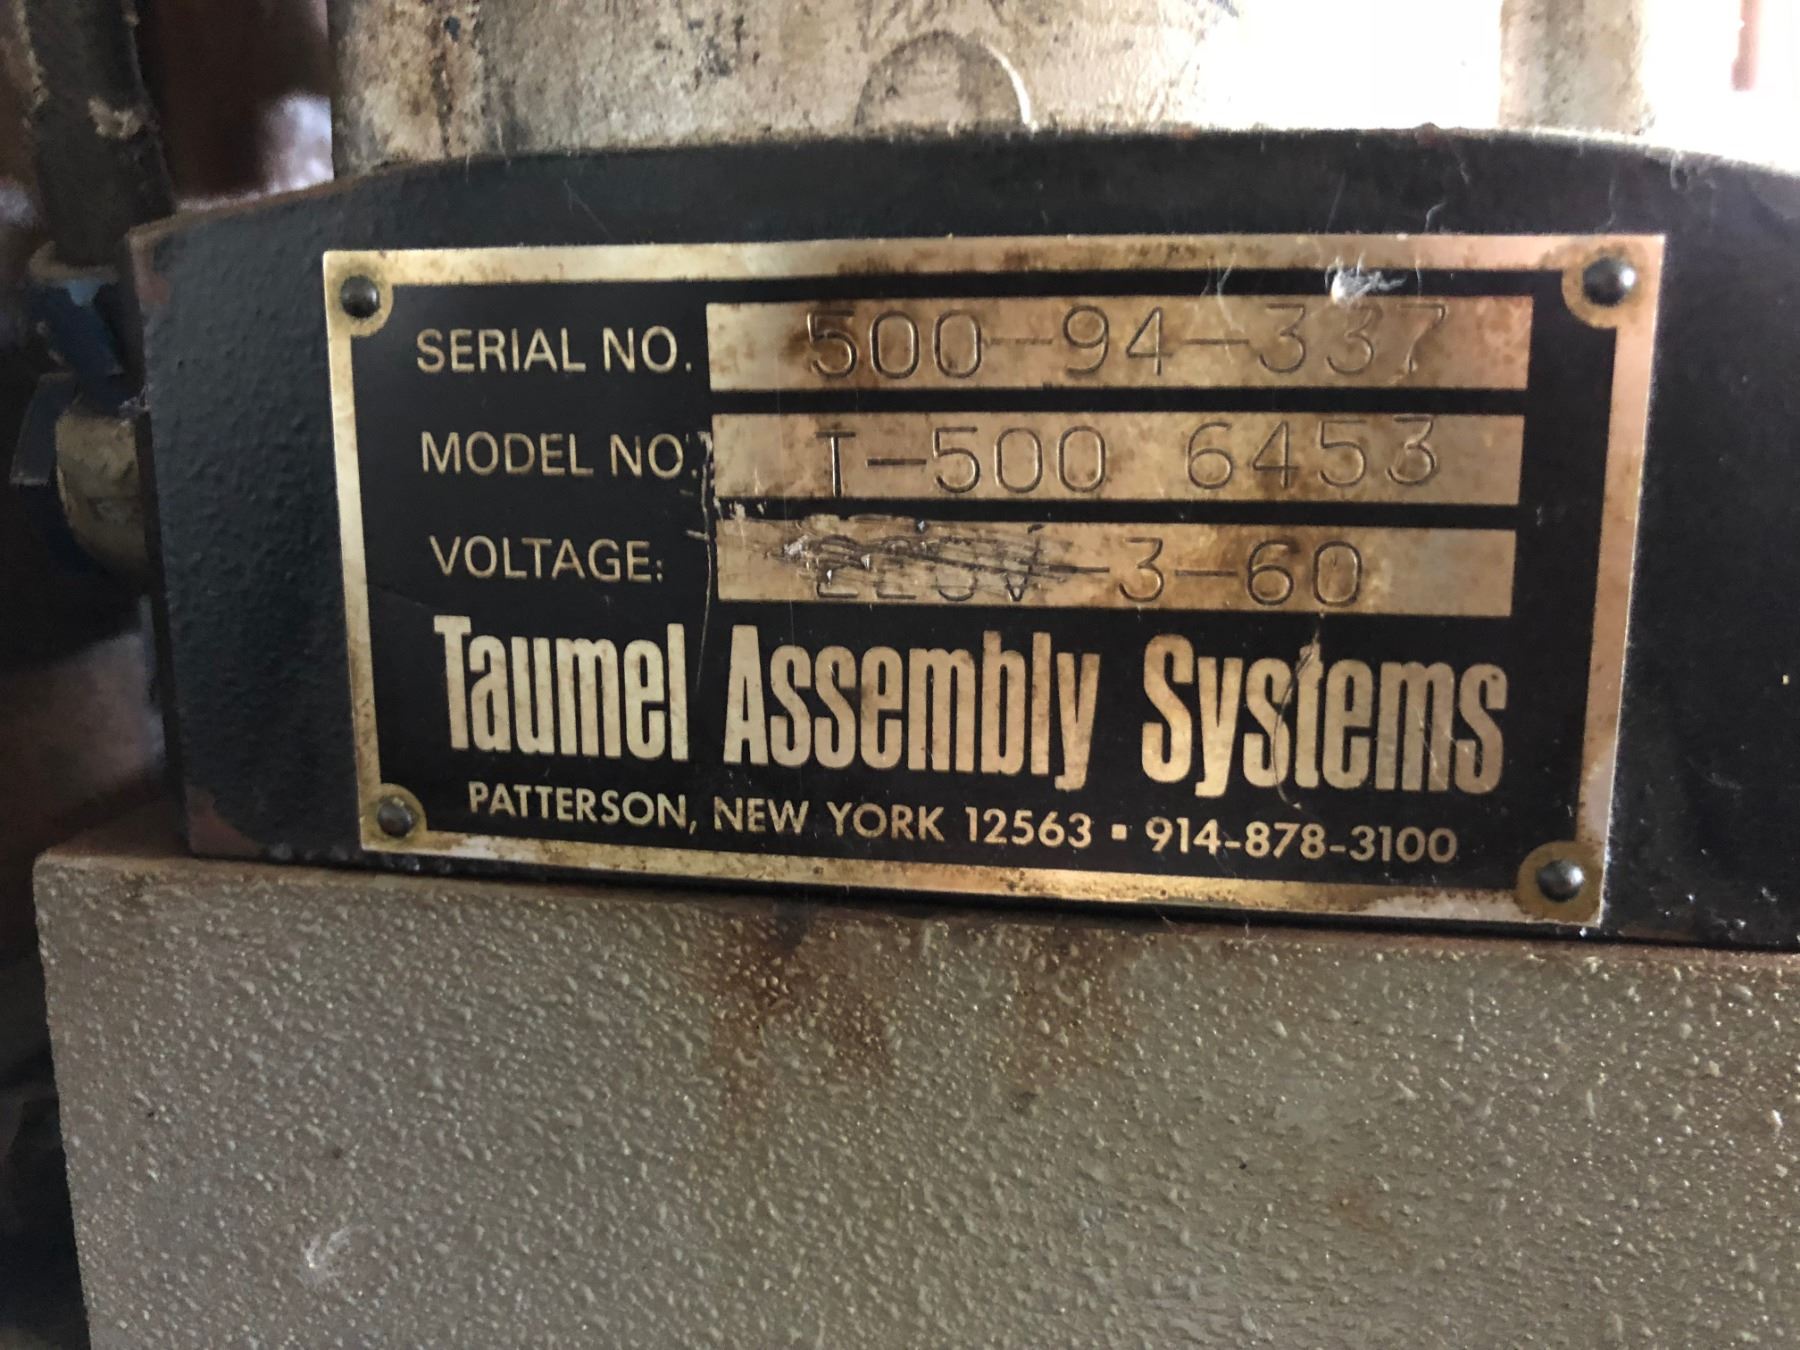 SERIAL NO. 500-94-337
MODEL NO. T-500 6453
VOLTAGE: -3-60
Taumel Assembly Systems
PATTERSON, NEW YORK 12563 ▪ 914-878-3100